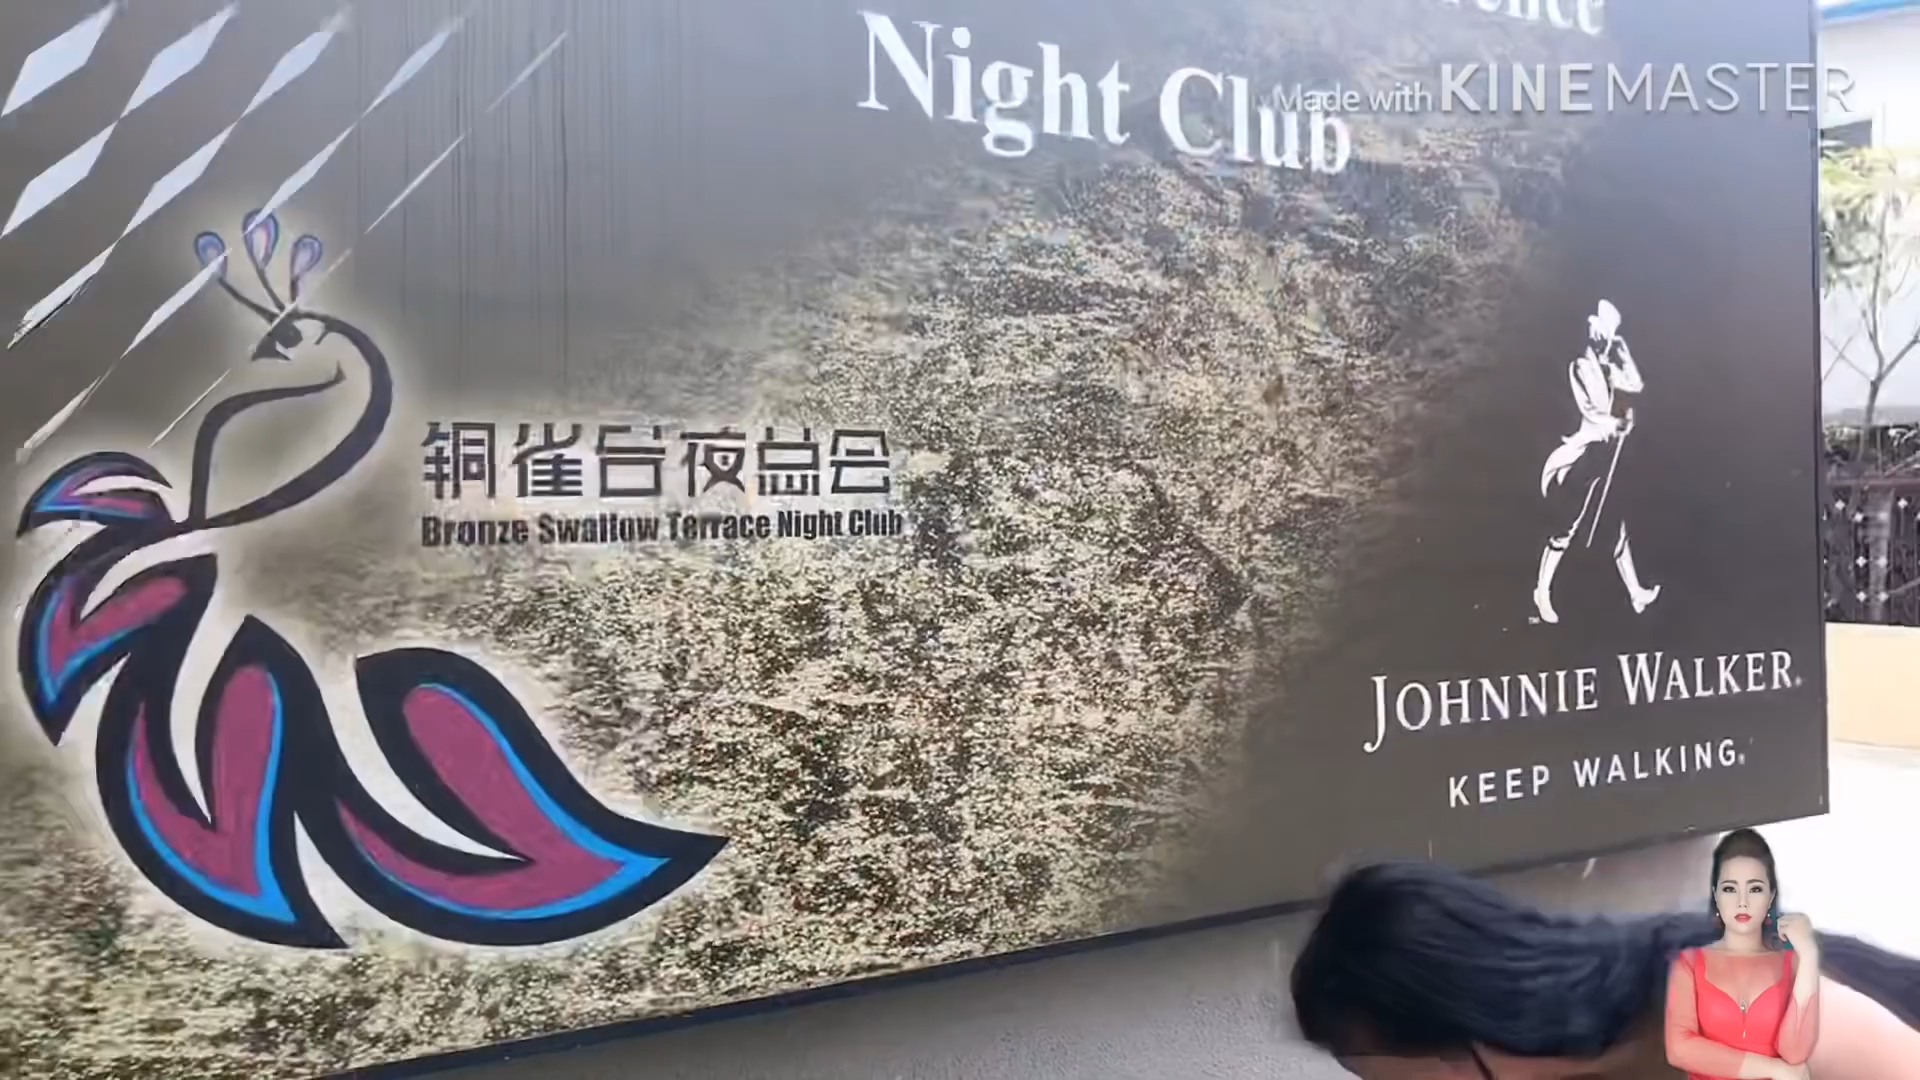 Night Club
Made with KINEMASTER
铜雀台夜总会
Bronze Swallow Terrace Night Club
JOHNNIE WALKER.
KEEP WALKING.